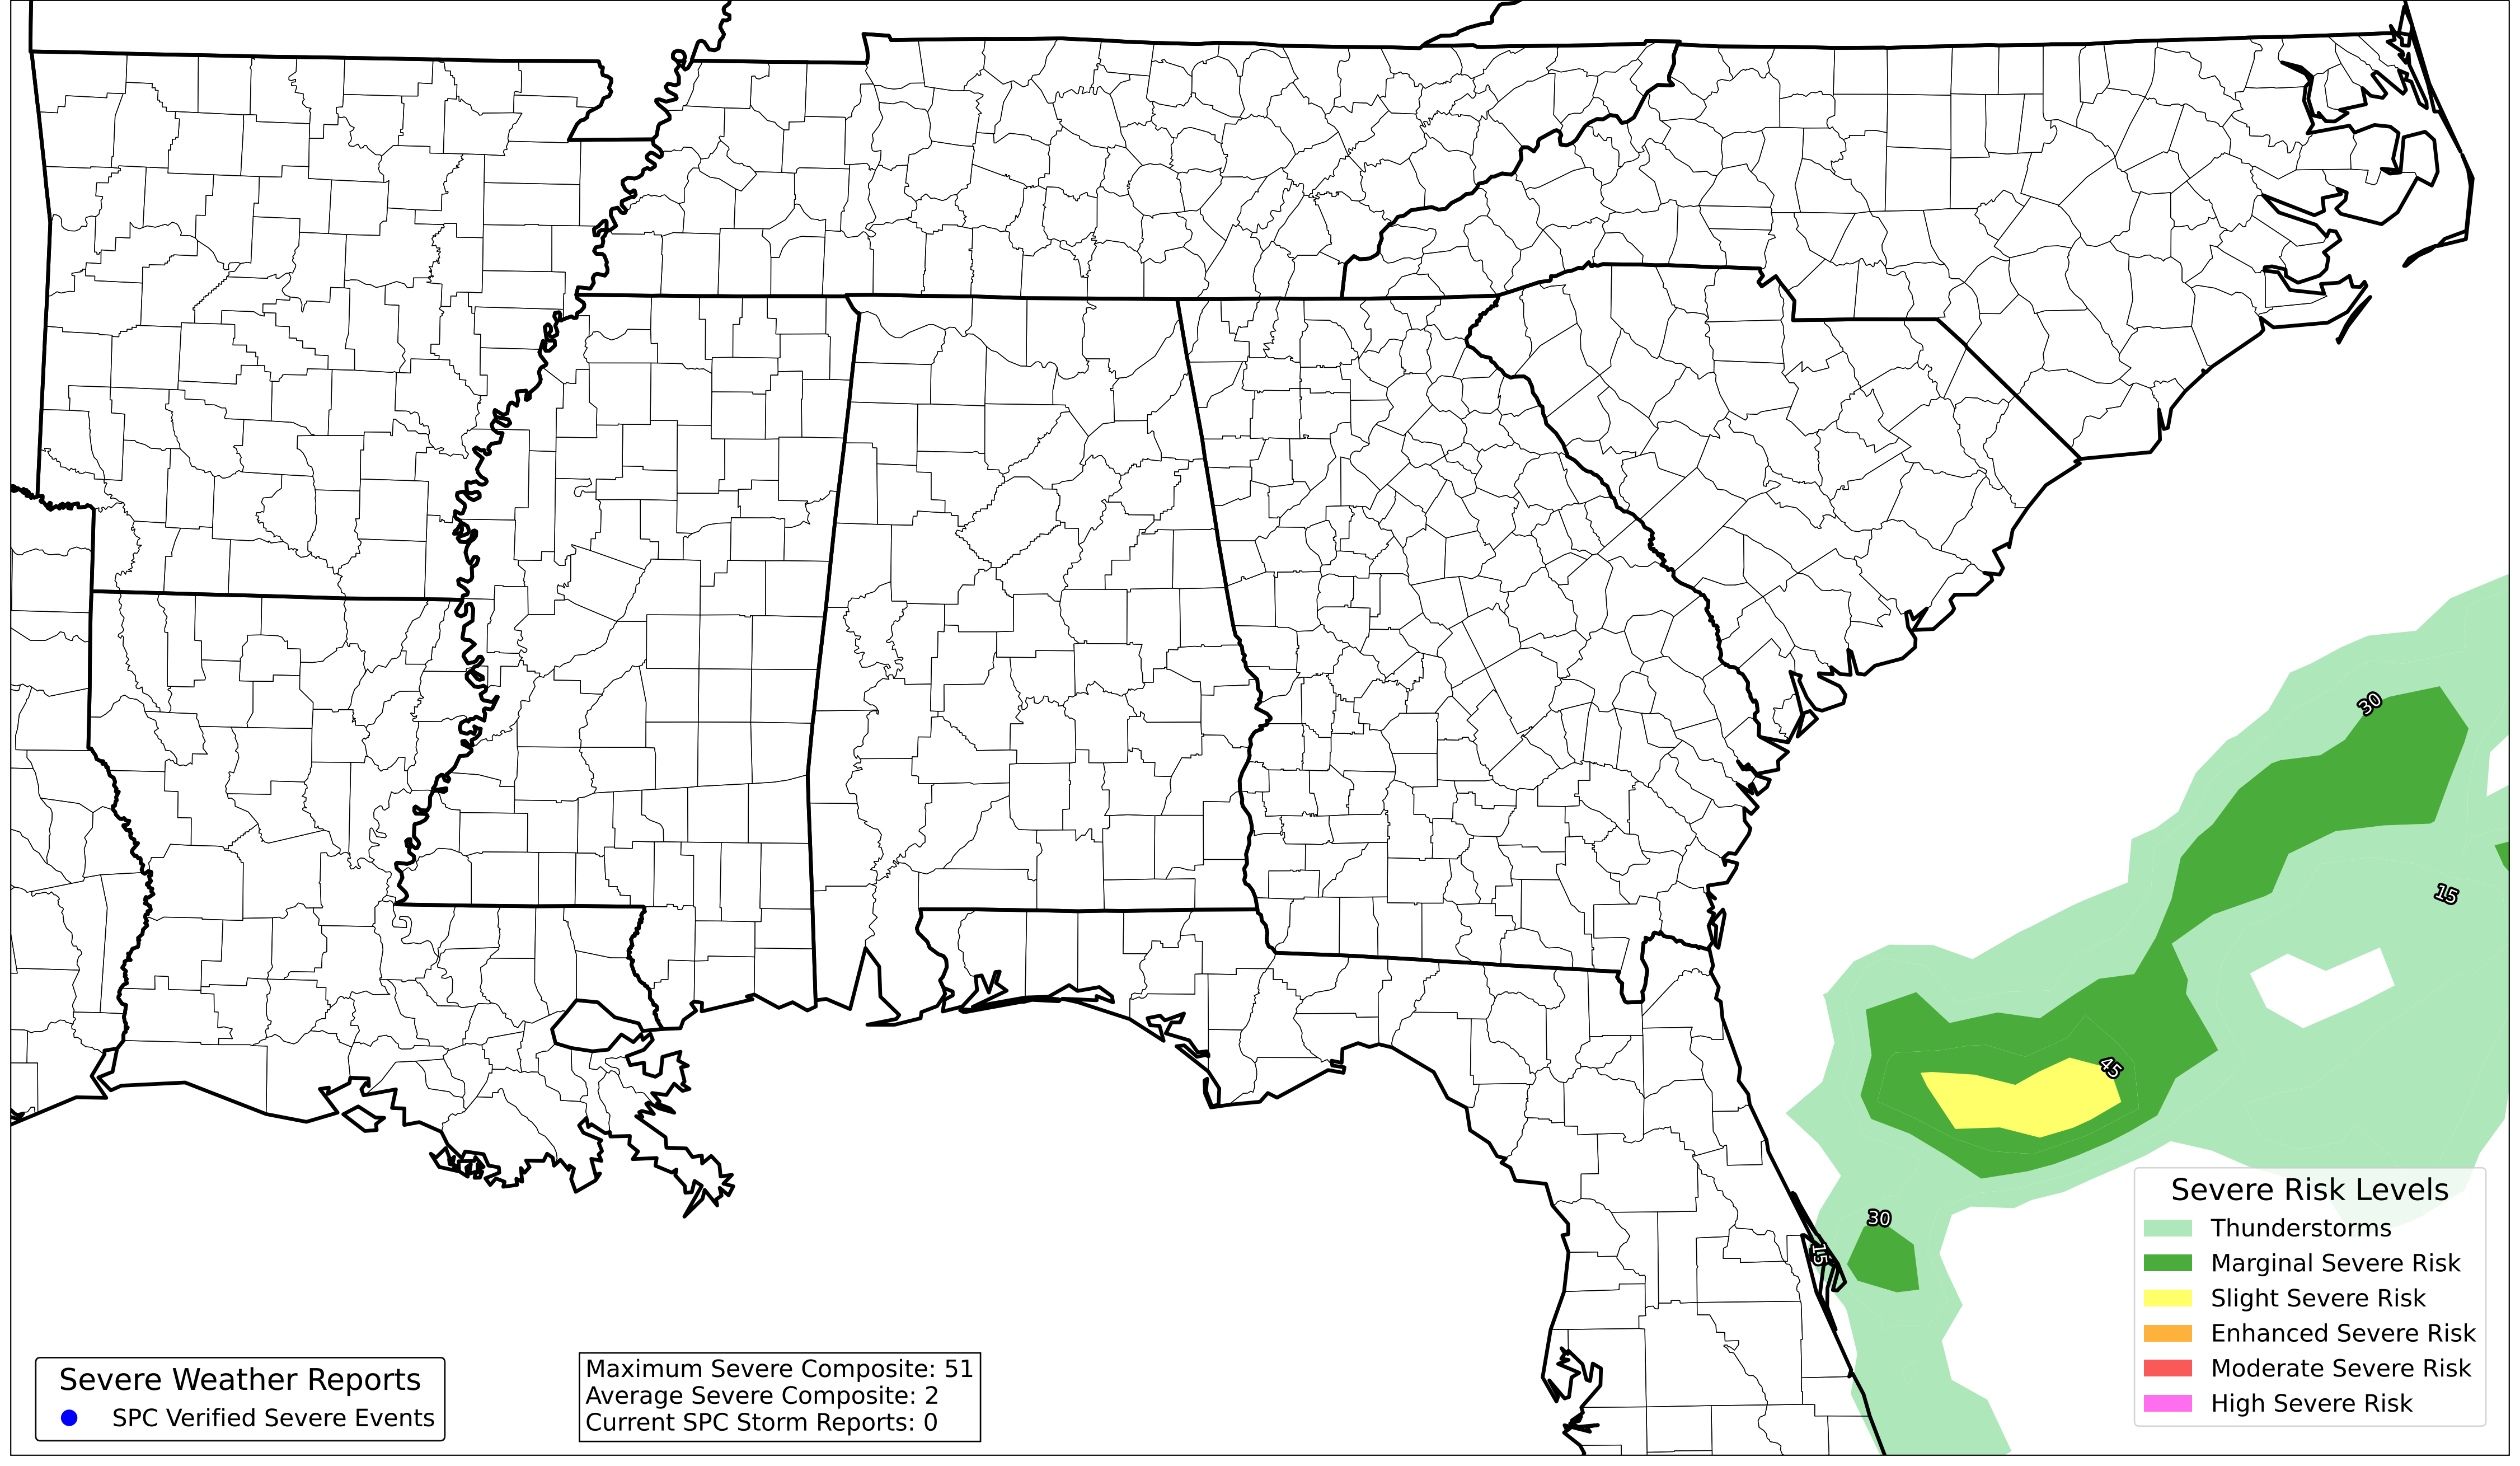 30
15
45
30
15
Severe Risk Levels
Thunderstorms
Marginal Severe Risk
Slight Severe Risk
Enhanced Severe Risk
Moderate Severe Risk
High Severe Risk
Severe Weather Reports
SPC Verified Severe Events
Maximum Severe Composite: 51
Average Severe Composite: 2
Current SPC Storm Reports: 0